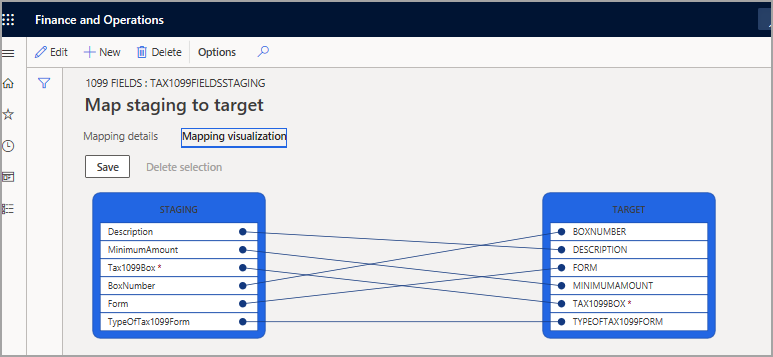 Finance and Operations
Edit
New
Delete
Options
1099 FIELDS : TAX1099FIELDSSTAGING
Map staging to target
Mapping details
Mapping visualization
Save
Delete selection
STAGING
Description
MinimumAmount
Tax1099Box *
BoxNumber
Form
TypeOfTax1099Form
TARGET
BOXNUMBER
DESCRIPTION
FORM
MINIMUMAMOUNT
TAX1099BOX *
TYPEOFTAX1099FORM